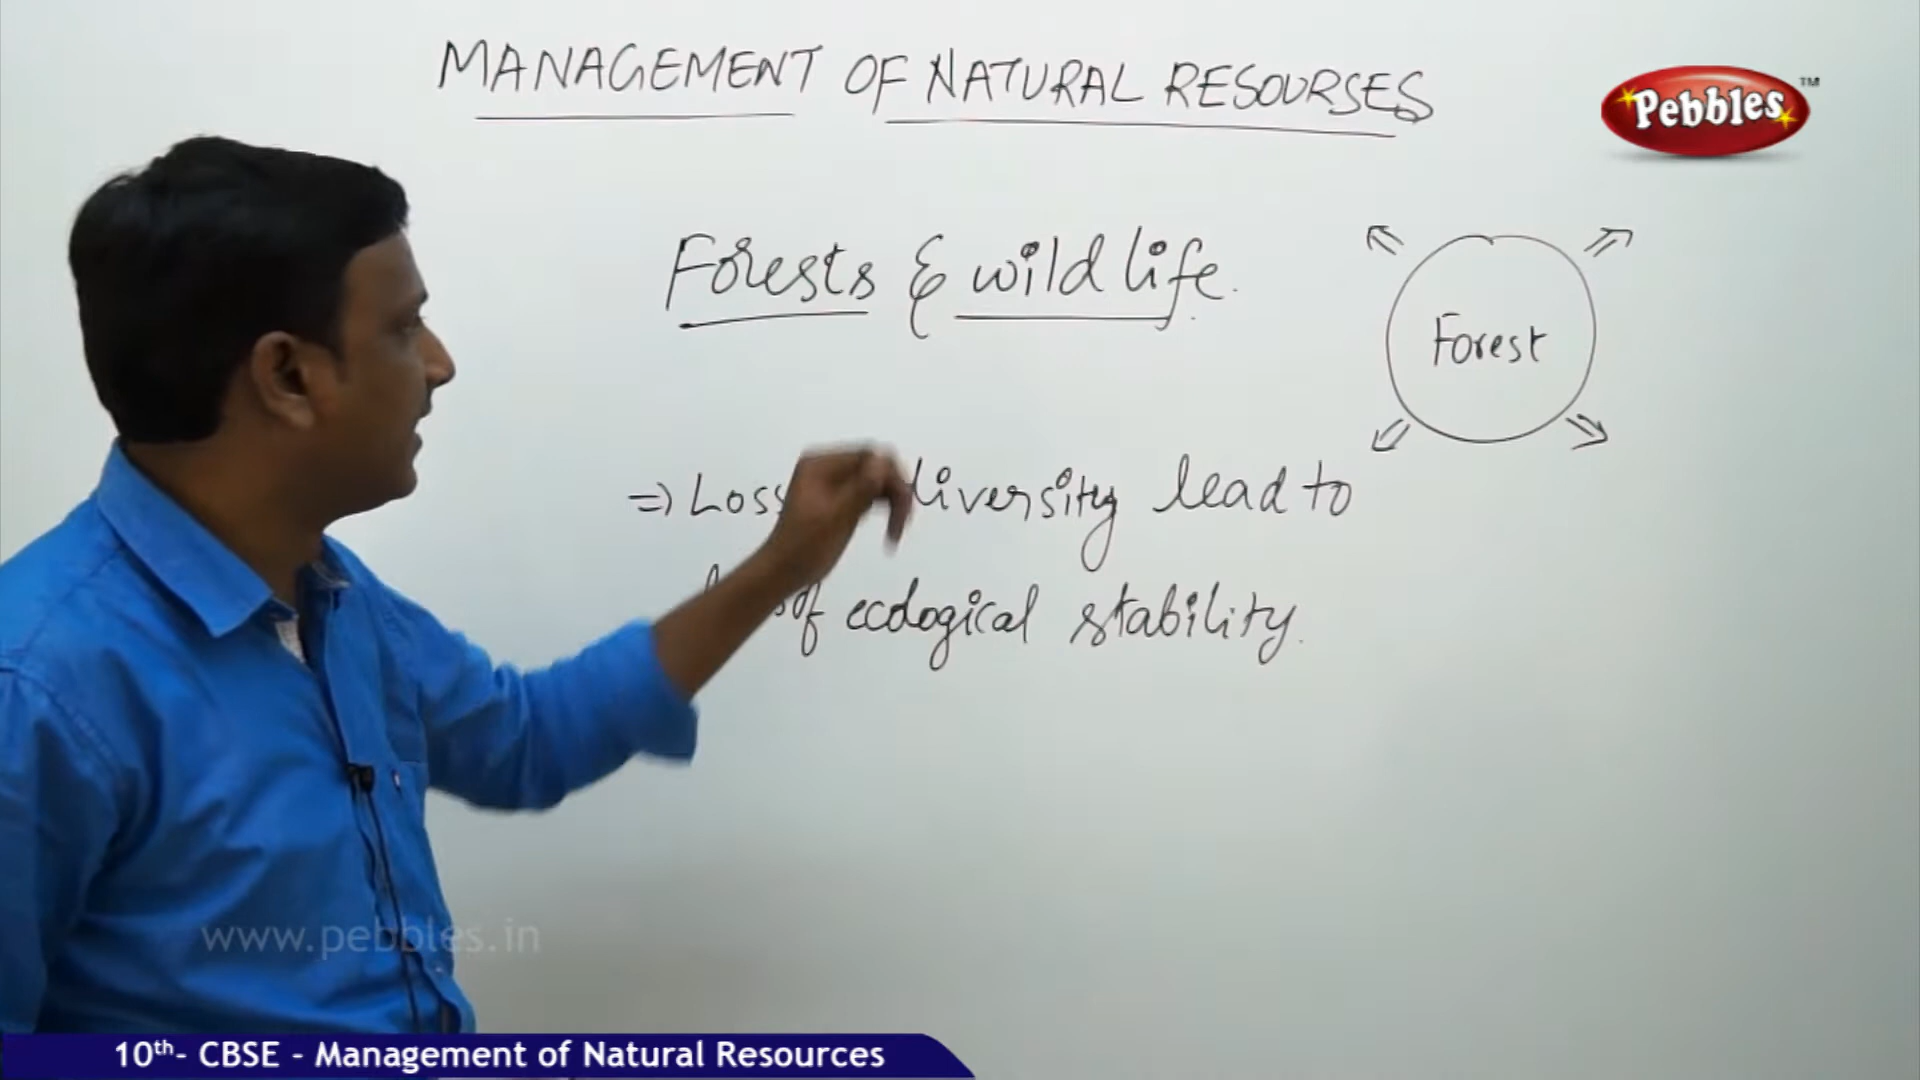 MANAGEMENT OF NATURAL RESOURSES
Pebbles™
Forests & wild life.
Forest
=> Loss diversity lead to
of ecological stability.
www.pebbles.in
10th- CBSE - Management of Natural Resources